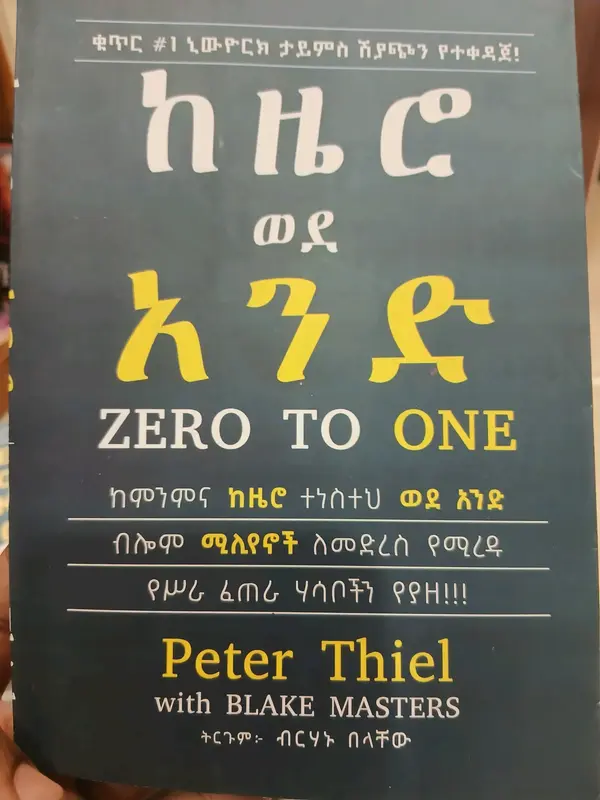 ቁጥር #1 ኒውዮርክ ታይምስ ሽያጭን የተቀዳጀ!
ከዜሮ
ወደ
አንድ
ZERO TO ONE
ከምንምና ከዜሮ ተነስተህ ወደ አንድ
ብሎም ሚሊየኖች ለመድረስ የሚረዱ
የሥራ ፈጠራ ሃሳቦችን የያዘ!!!
Peter Thiel
with BLAKE MASTERS
ትርጉም፦ ብርሃኑ በላቸው